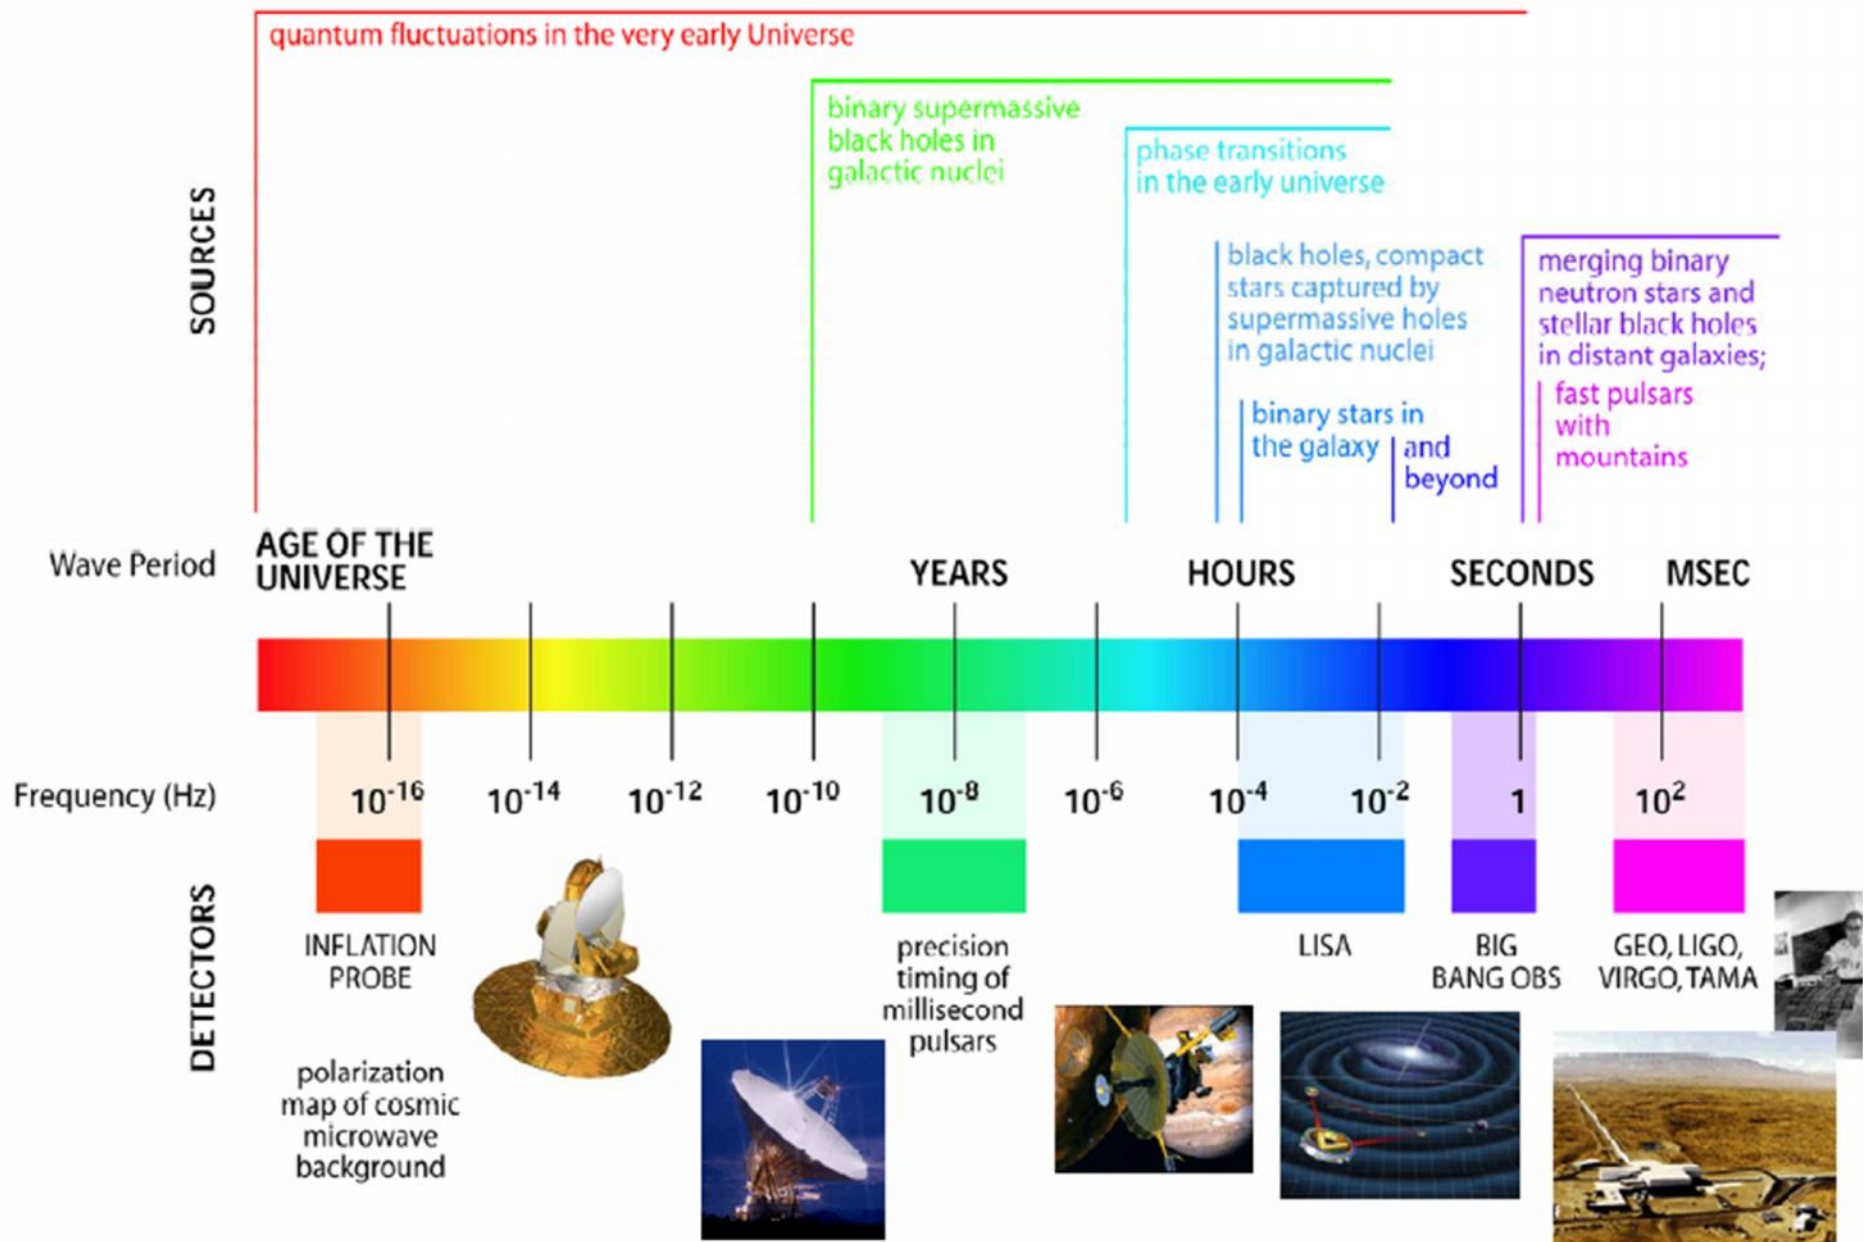 quantum fluctuations in the very early Universe
binary supermassive
black holes in
galactic nuclei
phase transitions
in the early universe
SOURCES
black holes, compact
stars captured by
supermassive holes
in galactic nuclei
merging binary
neutron stars and
stellar black holes
in distant galaxies;
fast pulsars
with
mountains
binary stars in
the galaxy
and
beyond
Wave Period
AGE OF THE
UNIVERSE
YEARS
HOURS
SECONDS
MSEC
Frequency (Hz)
10⁻¹⁶
10⁻¹⁴
10⁻¹²
10⁻¹⁰
10⁻⁸
10⁻⁶
10⁻⁴
10⁻²
1
10²
DETECTORS
INFLATION
PROBE
polarization
map of cosmic
microwave
background
precision
timing of
millisecond
pulsars
LISA
BIG
BANG OBS
GEO, LIGO,
VIRGO, TAMA